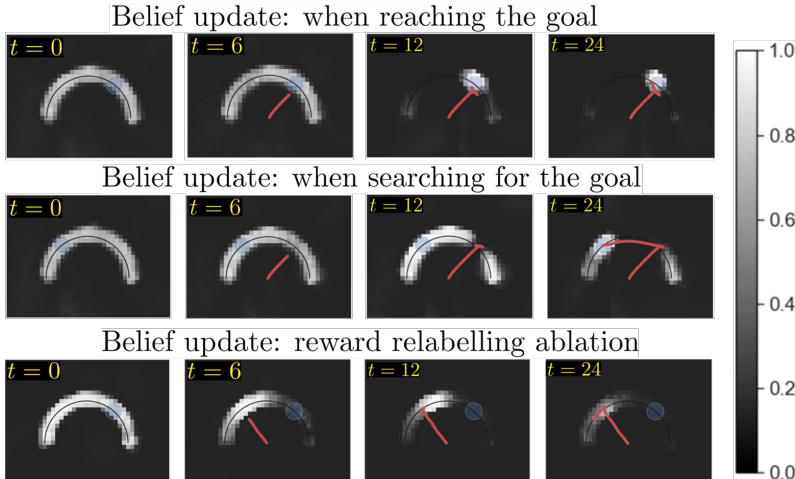 Belief update: when reaching the goal
t = 0
t = 6
t = 12
t = 24
1.0
0.8
0.6
0.4
0.2
0.0
Belief update: when searching for the goal
t = 0
t = 6
t = 12
t = 24
Belief update: reward relabelling ablation
t = 0
t = 6
t = 12
t = 24